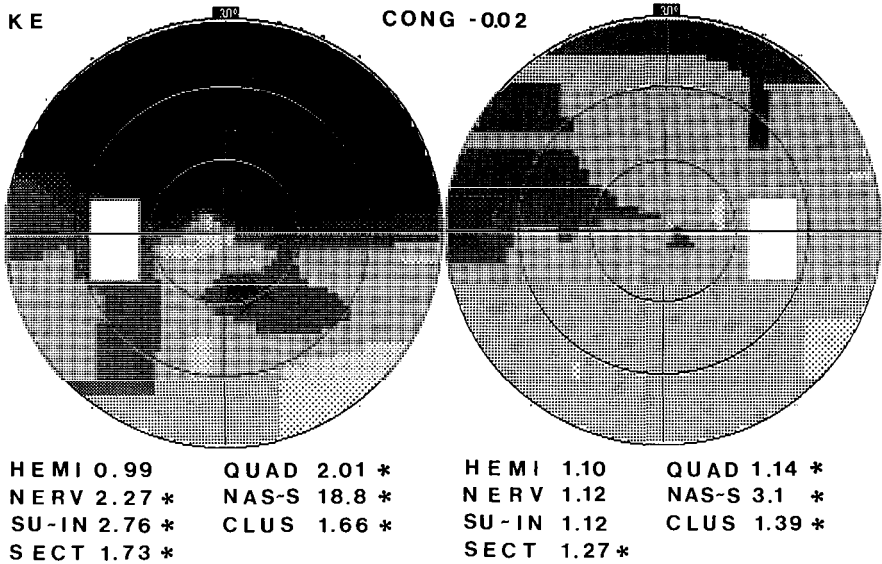 KE
CONG -0.02
30°
30°
HEMI 0.99 QUAD 2.01 *
NERV 2.27 * NAS-S 18.8 *
SU-IN 2.76 * CLUS 1.66 *
SECT 1.73 *
HEMI 1.10 QUAD 1.14 *
NERV 1.12 NAS-S 3.1 *
SU-IN 1.12 CLUS 1.39 *
SECT 1.27 *